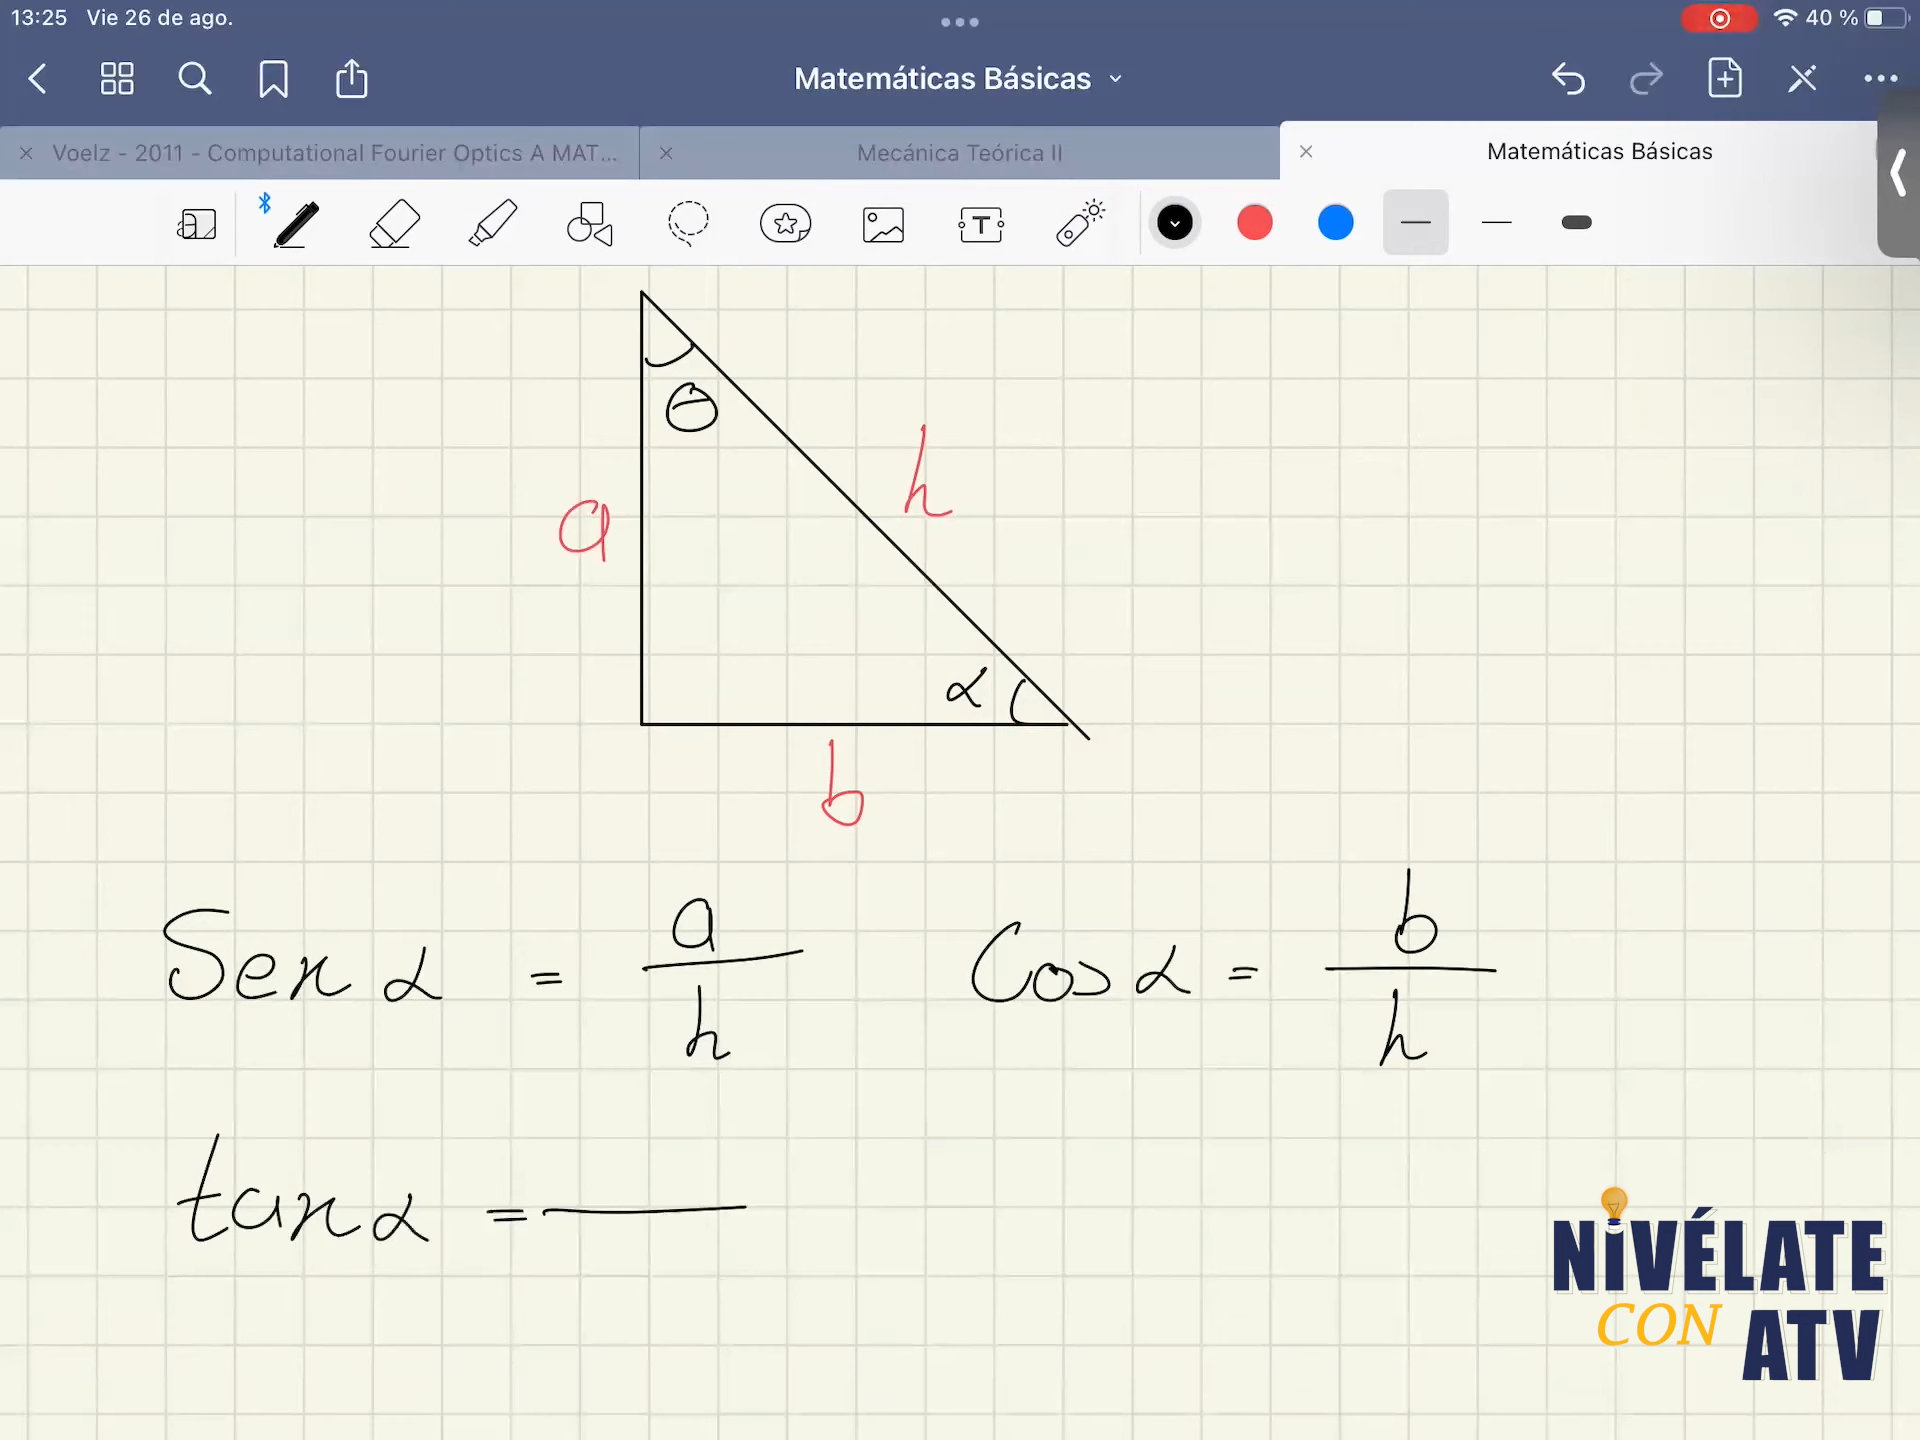 13:25 Vie 26 de ago. 40 %
Matemáticas Básicas
Voelz - 2011 - Computational Fourier Optics A MAT... Mecánica Teórica II Matemáticas Básicas
T
θ
h
a
α
b
Sen α = a/h Cos α = b/h
tan α = —
NIVÉLATE
CON
ATV